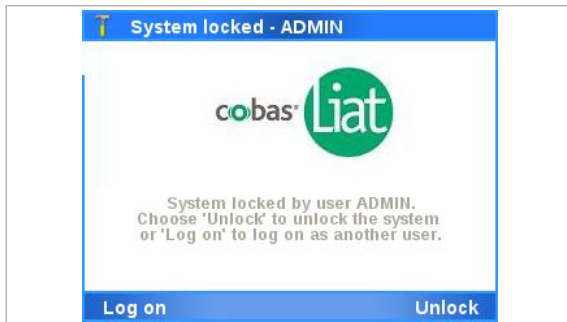 System locked - ADMIN
cobas® Liat
System locked by user ADMIN.
Choose 'Unlock' to unlock the system
or 'Log on' to log on as another user.
Log on Unlock